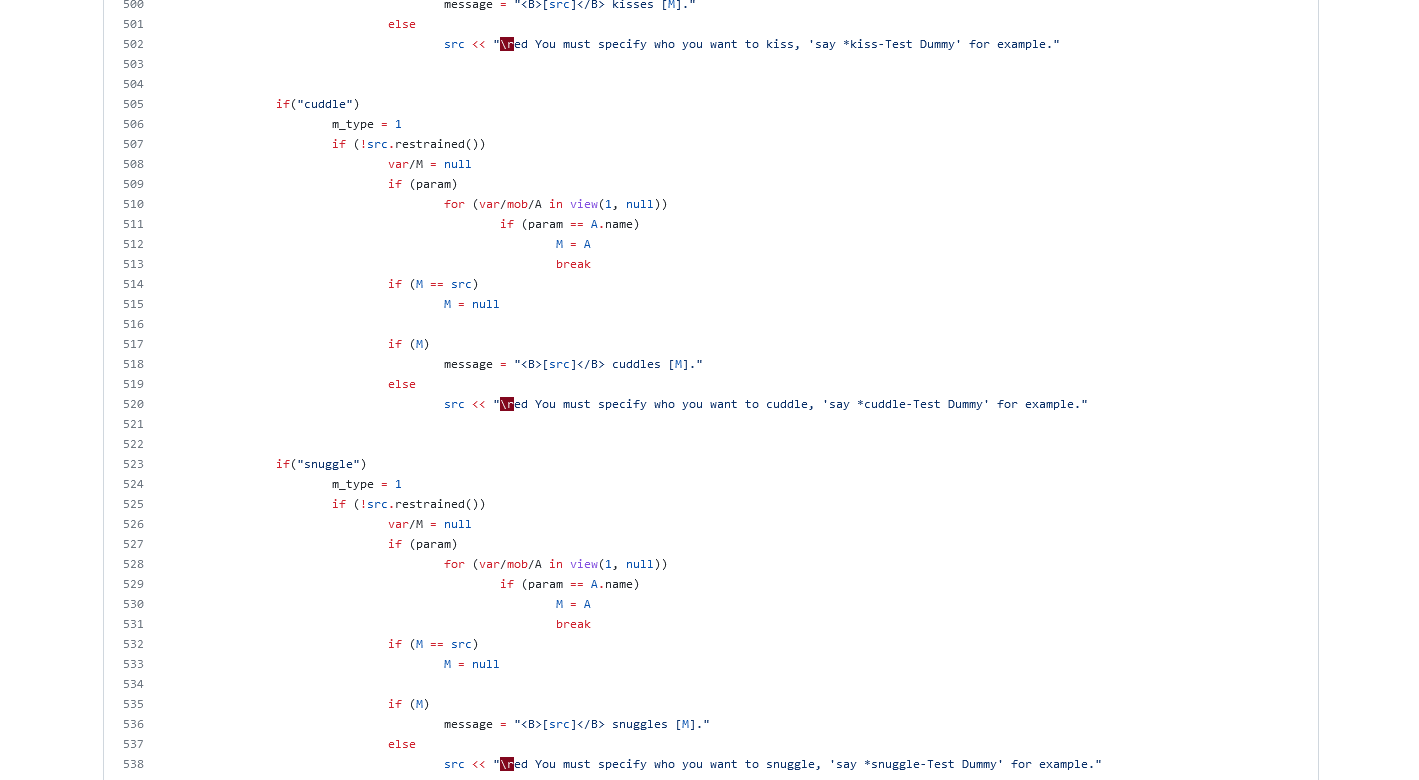 500 message = "<B>[src]</B> kisses [M]."
501 else
502 src << "\red You must specify who you want to kiss, 'say *kiss-Test Dummy' for example."
503
504
505 if("cuddle")
506 m_type = 1
507 if (!src.restrained())
508 var/M = null
509 if (param)
510 for (var/mob/A in view(1, null))
511 if (param == A.name)
512 M = A
513 break
514 if (M == src)
515 M = null
516
517 if (M)
518 message = "<B>[src]</B> cuddles [M]."
519 else
520 src << "\red You must specify who you want to cuddle, 'say *cuddle-Test Dummy' for example."
521
522
523 if("snuggle")
524 m_type = 1
525 if (!src.restrained())
526 var/M = null
527 if (param)
528 for (var/mob/A in view(1, null))
529 if (param == A.name)
530 M = A
531 break
532 if (M == src)
533 M = null
534
535 if (M)
536 message = "<B>[src]</B> snuggles [M]."
537 else
538 src << "\red You must specify who you want to snuggle, 'say *snuggle-Test Dummy' for example."